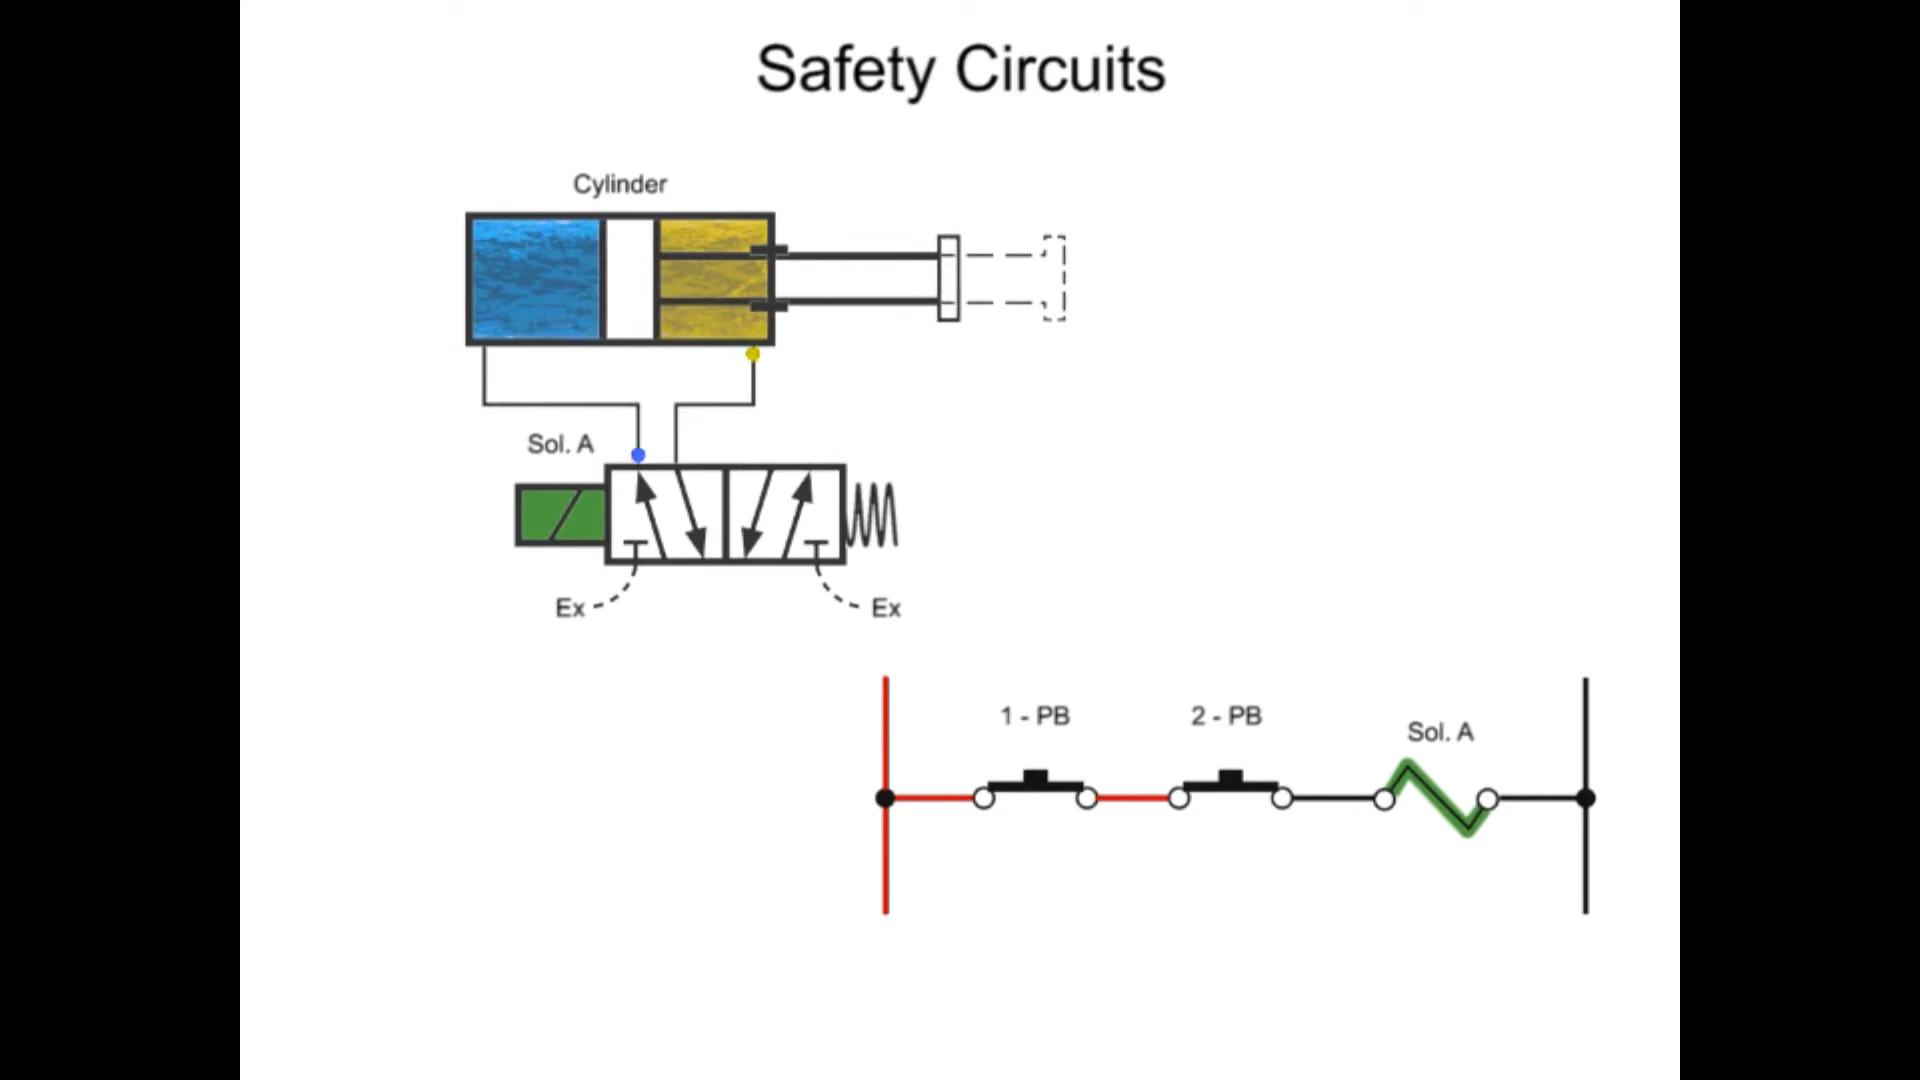 Safety Circuits
Cylinder
Sol. A
Ex
Ex
1 - PB
2 - PB
Sol. A